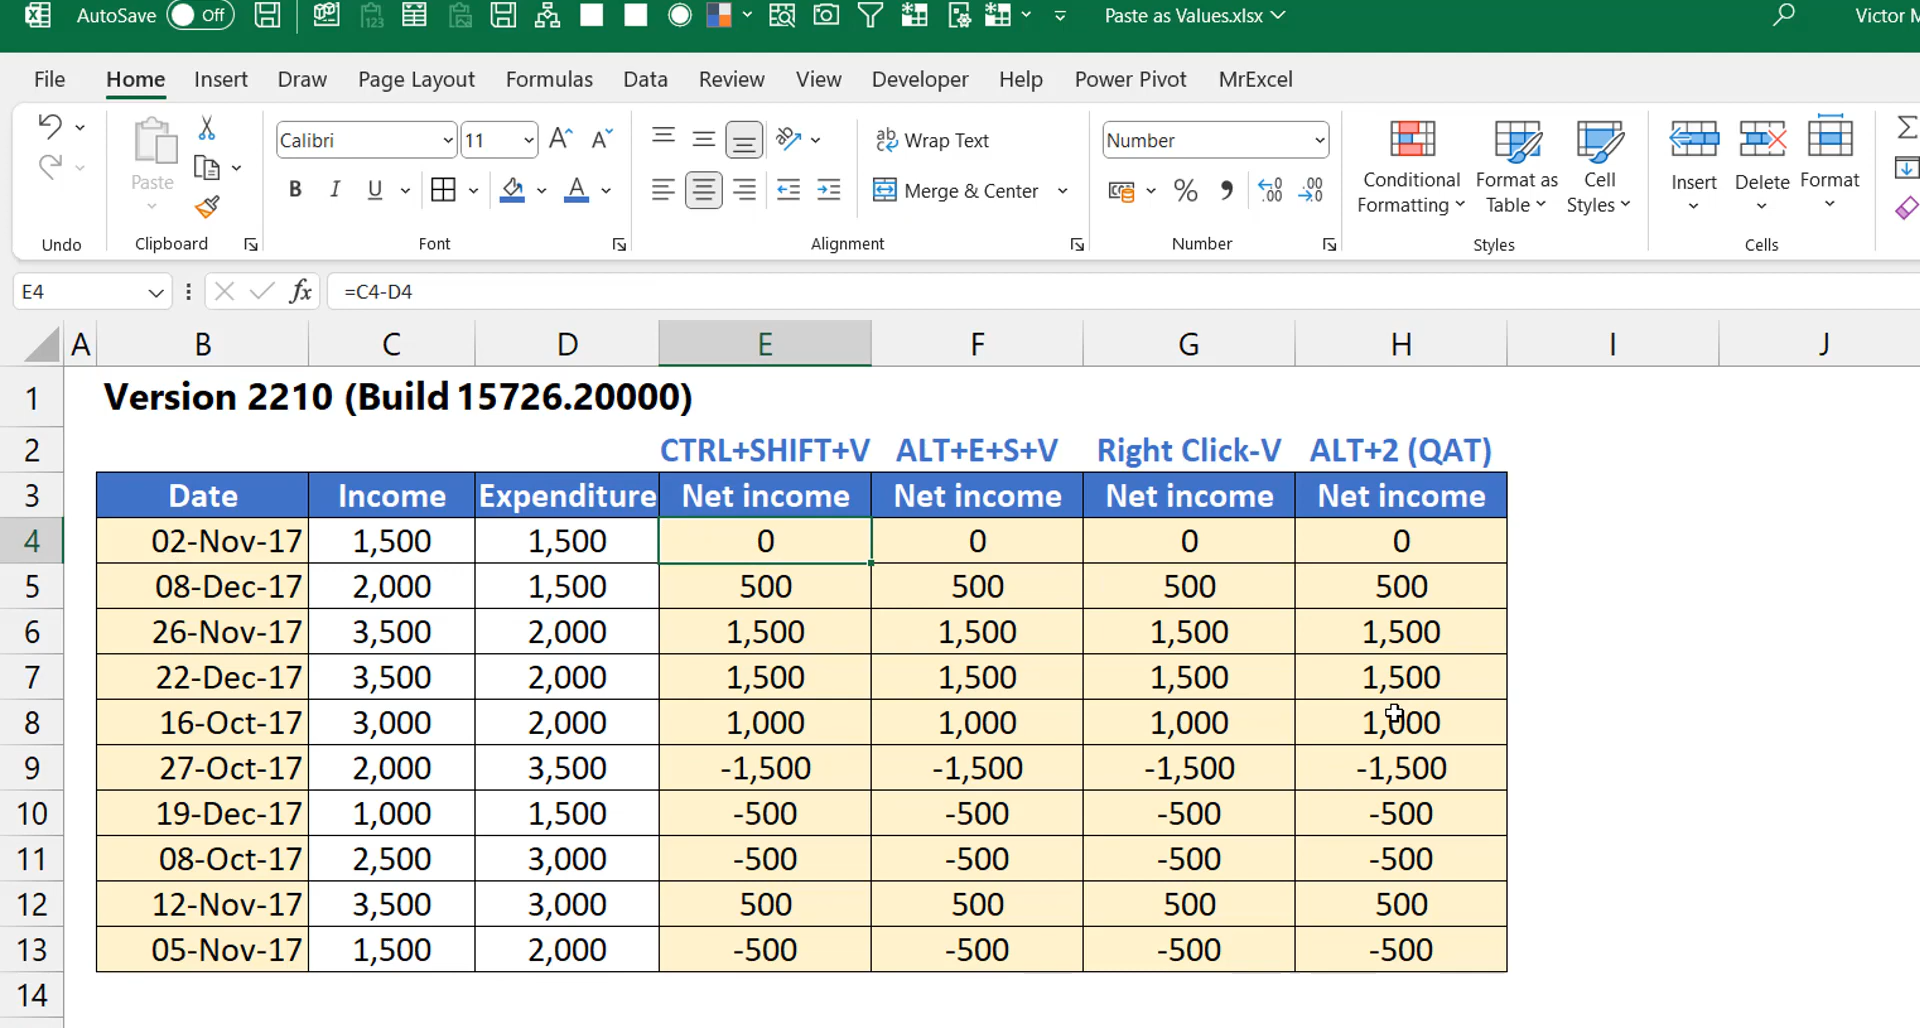 AutoSave Off Paste as Values.xlsx Victor M
File Home Insert Draw Page Layout Formulas Data Review View Developer Help Power Pivot MrExcel
Calibri 11 Wrap Text Number
Paste Conditional Formatting Format as Table Cell Styles Insert Delete Format
B I U A Merge & Center % .00
Undo Clipboard Font Alignment Number Styles Cells
E4 fx =C4-D4
A B C D E F G H I J
1 Version 2210 (Build 15726.20000)
2 CTRL+SHIFT+V ALT+E+S+V Right Click-V ALT+2 (QAT)
3 Date Income Expenditure Net income Net income Net income Net income
4 02-Nov-17 1,500 1,500 0 0 0 0
5 08-Dec-17 2,000 1,500 500 500 500 500
6 26-Nov-17 3,500 2,000 1,500 1,500 1,500 1,500
7 22-Dec-17 3,500 2,000 1,500 1,500 1,500 1,500
8 16-Oct-17 3,000 2,000 1,000 1,000 1,000 1,000
9 27-Oct-17 2,000 3,500 -1,500 -1,500 -1,500 -1,500
10 19-Dec-17 1,000 1,500 -500 -500 -500 -500
11 08-Oct-17 2,500 3,000 -500 -500 -500 -500
12 12-Nov-17 3,500 3,000 500 500 500 500
13 05-Nov-17 1,500 2,000 -500 -500 -500 -500
14